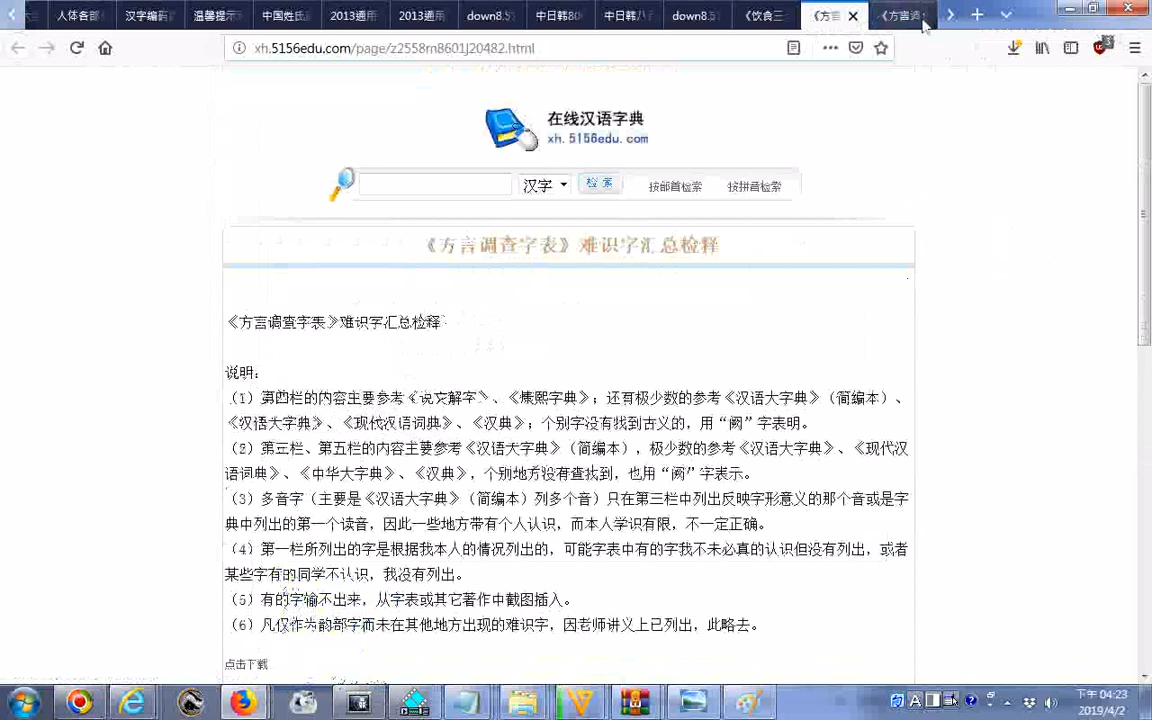 人体各部
汉字编码
温馨提示
中国姓氏
2013通用
2013通用
down8.5
中日韩80
中日韩八
down8.5
《饮食三
《方言
《方言调
xh.5156edu.com/page/z2558m8601j20482.html
在线汉语字典
xh.5156edu.com
汉字
检索
按部首检索
按拼音检索
《方言调查字表》难识字汇总检释
《方言调查字表》难识字汇总检释
说明：
（1）第四栏的内容主要参考《说文解字》、《康熙字典》；还有极少数的参考《汉语大字典》（简编本）、
《汉语大字典》、《现代汉语词典》、《汉典》；个别字没有找到古义的，用“阙”字表明。
（2）第三栏、第五栏的内容主要参考《汉语大字典》（简编本），极少数的参考《汉语大字典》、《现代汉
语词典》、《中华大字典》、《汉典》，个别地方没有查找到，也用“阙”字表示。
（3）多音字（主要是《汉语大字典》（简编本）列多个音）只在第三栏中列出反映字形意义的那个音或是字
典中列出的第一个读音，因此一些地方带有个人认识，而本人学识有限，不一定正确。
（4）第一栏所列出的字是根据我本人的情况列出的，可能字表中有的字我不未必真的认识但没有列出，或者
某些字有的同学不认识，我没有列出。
（5）有的字输不出来，从字表或其它著作中截图插入。
（6）凡仅作为韵部字而未在其他地方出现的难识字，因老师讲义上已列出，此略去。
点击下载
下午 04:23
2019/4/2